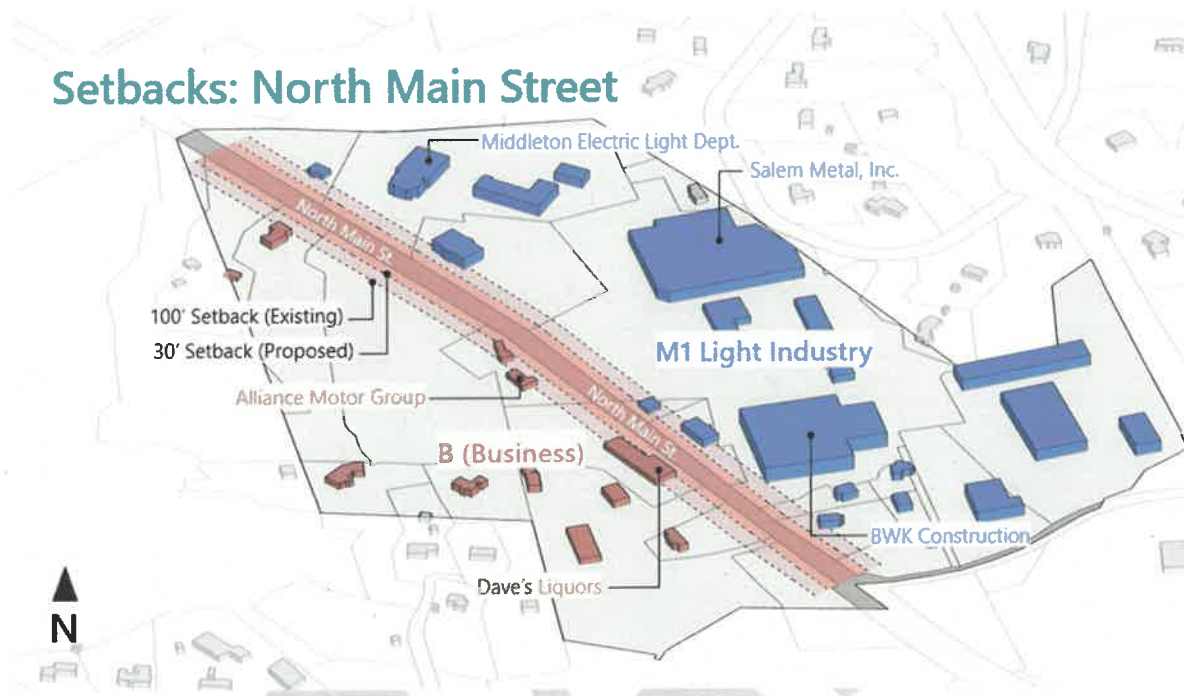 Setbacks: North Main Street
Middleton Electric Light Dept.
Salem Metal, Inc.
North Main St.
100' Setback (Existing)
30' Setback (Proposed)
M1 Light Industry
Alliance Motor Group
North Main St.
B (Business)
BWK Construction
Dave's Liquors
N